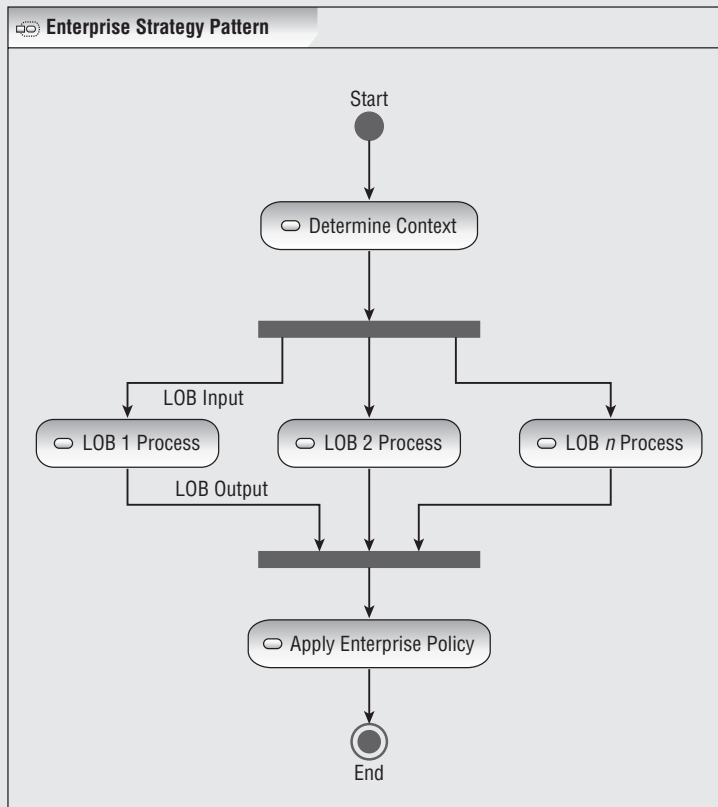 Enterprise Strategy Pattern
Start
Determine Context
LOB Input
LOB 1 Process
LOB 2 Process
LOB n Process
LOB Output
Apply Enterprise Policy
End